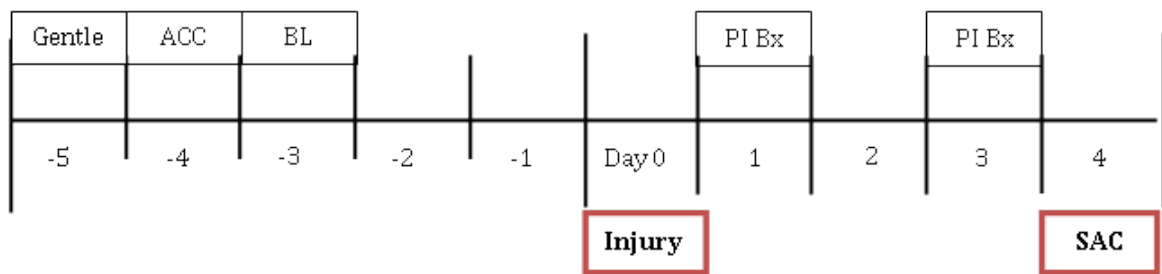 Gentle ACC BL PI Bx PI Bx
-5 -4 -3 -2 -1 Day 0 1 2 3 4
Injury SAC